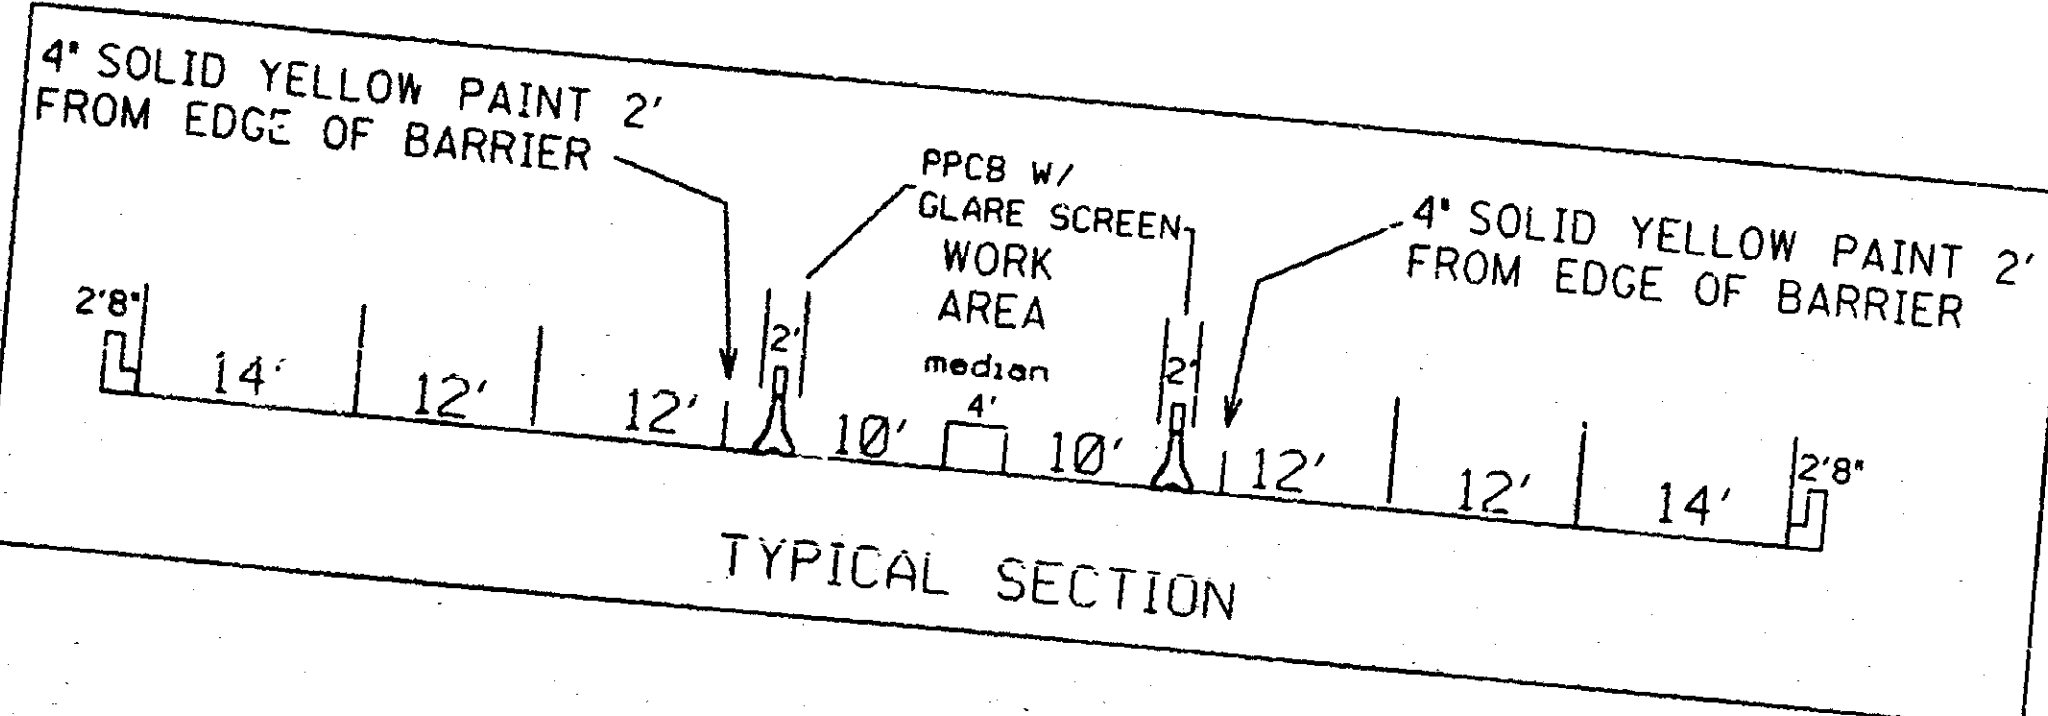 4" SOLID YELLOW PAINT 2'
FROM EDGE OF BARRIER
PPCB W/
GLARE SCREEN
WORK
AREA
median
4'
4" SOLID YELLOW PAINT 2'
FROM EDGE OF BARRIER
2'8"
14'
12'
12'
2'
10'
10'
2'
12'
12'
14'
2'8"
TYPICAL SECTION